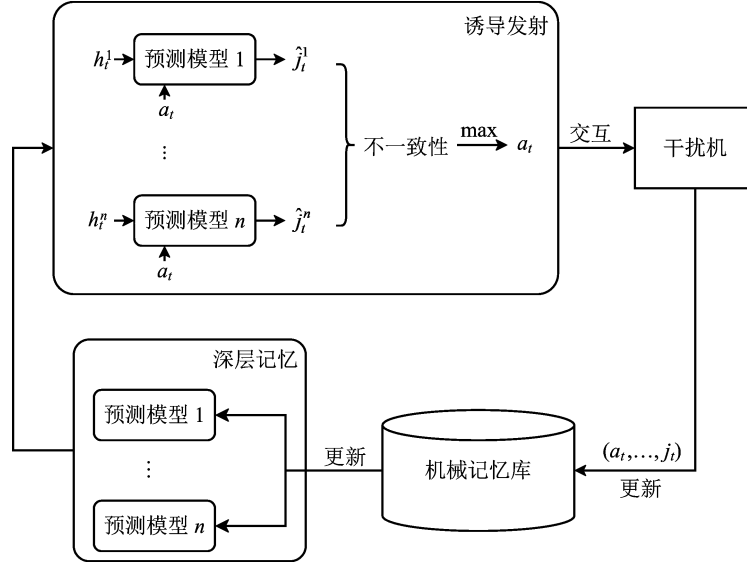 诱导发射
h_t^1 预测模型 1 ĵ_t^1
a_t
⋮
h_t^n 预测模型 n ĵ_t^n
a_t
不一致性 max a_t
交互
干扰机
深层记忆
预测模型 1
⋮
预测模型 n
更新
机械记忆库
(a_t,…,j_t)
更新